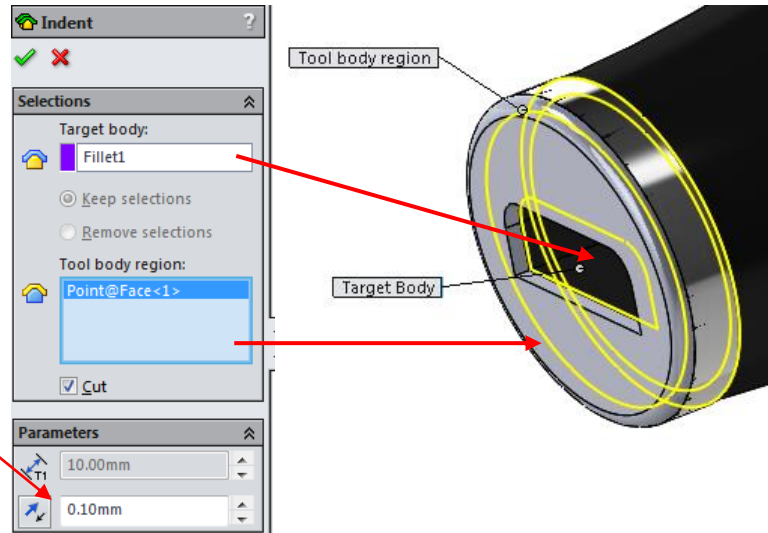 Indent
?
Selections
Target body:
Fillet1
Keep selections
Remove selections
Tool body region:
Point@Face<1>
Cut
Parameters
T1
10.00mm
0.10mm
Tool body region
Target Body